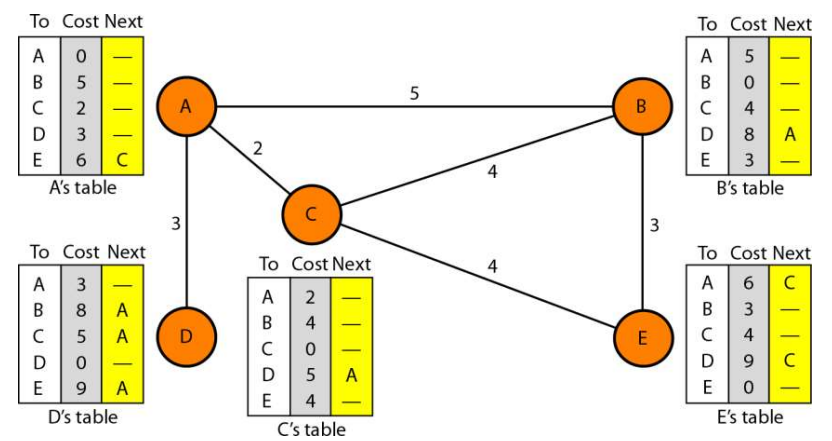 To Cost Next
A 0 —
B 5 —
C 2 —
D 3 —
E 6 C
A's table
To Cost Next
A 5 —
B 0 —
C 4 —
D 8 A
E 3 —
B's table
A
5
B
2
4
C
3
3
4
D
E
To Cost Next
A 3 —
B 8 A
C 5 A
D 0 —
E 9 A
D's table
To Cost Next
A 2 —
B 4 —
C 0 —
D 5 A
E 4 —
C's table
To Cost Next
A 6 C
B 3 —
C 4 —
D 9 C
E 0 —
E's table